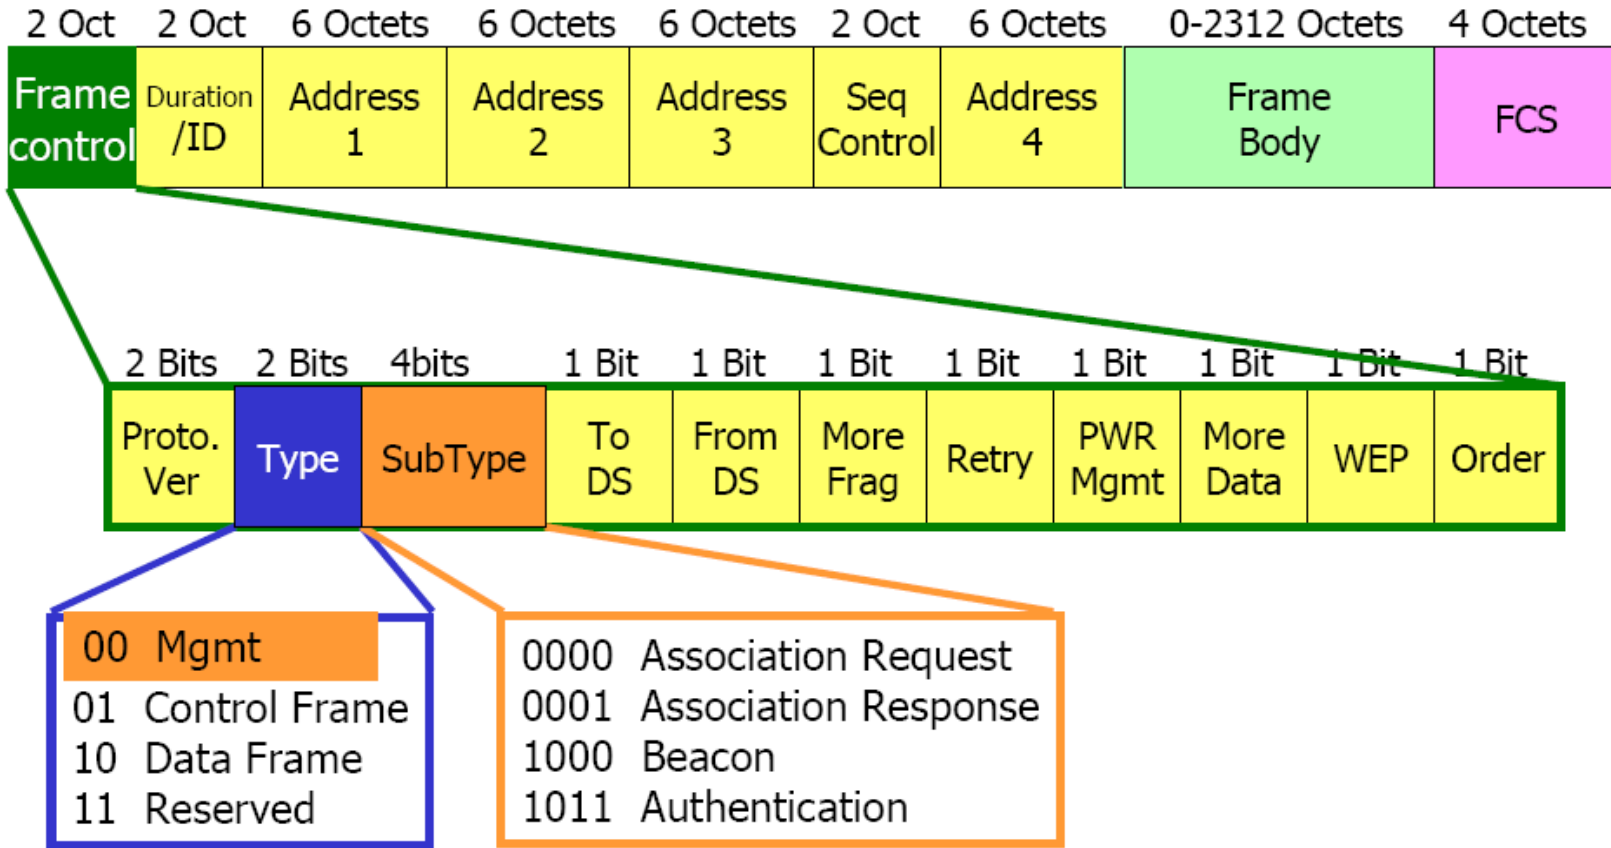 2 Oct 2 Oct 6 Octets 6 Octets 6 Octets 2 Oct 6 Octets 0-2312 Octets 4 Octets
Frame
control
Duration
/ID
Address
1
Address
2
Address
3
Seq
Control
Address
4
Frame
Body
FCS
2 Bits 2 Bits 4bits 1 Bit 1 Bit 1 Bit 1 Bit 1 Bit 1 Bit 1 Bit 1 Bit
Proto.
Ver
Type
SubType
To
DS
From
DS
More
Frag
Retry
PWR
Mgmt
More
Data
WEP
Order
00 Mgmt
01 Control Frame
10 Data Frame
11 Reserved
0000 Association Request
0001 Association Response
1000 Beacon
1011 Authentication